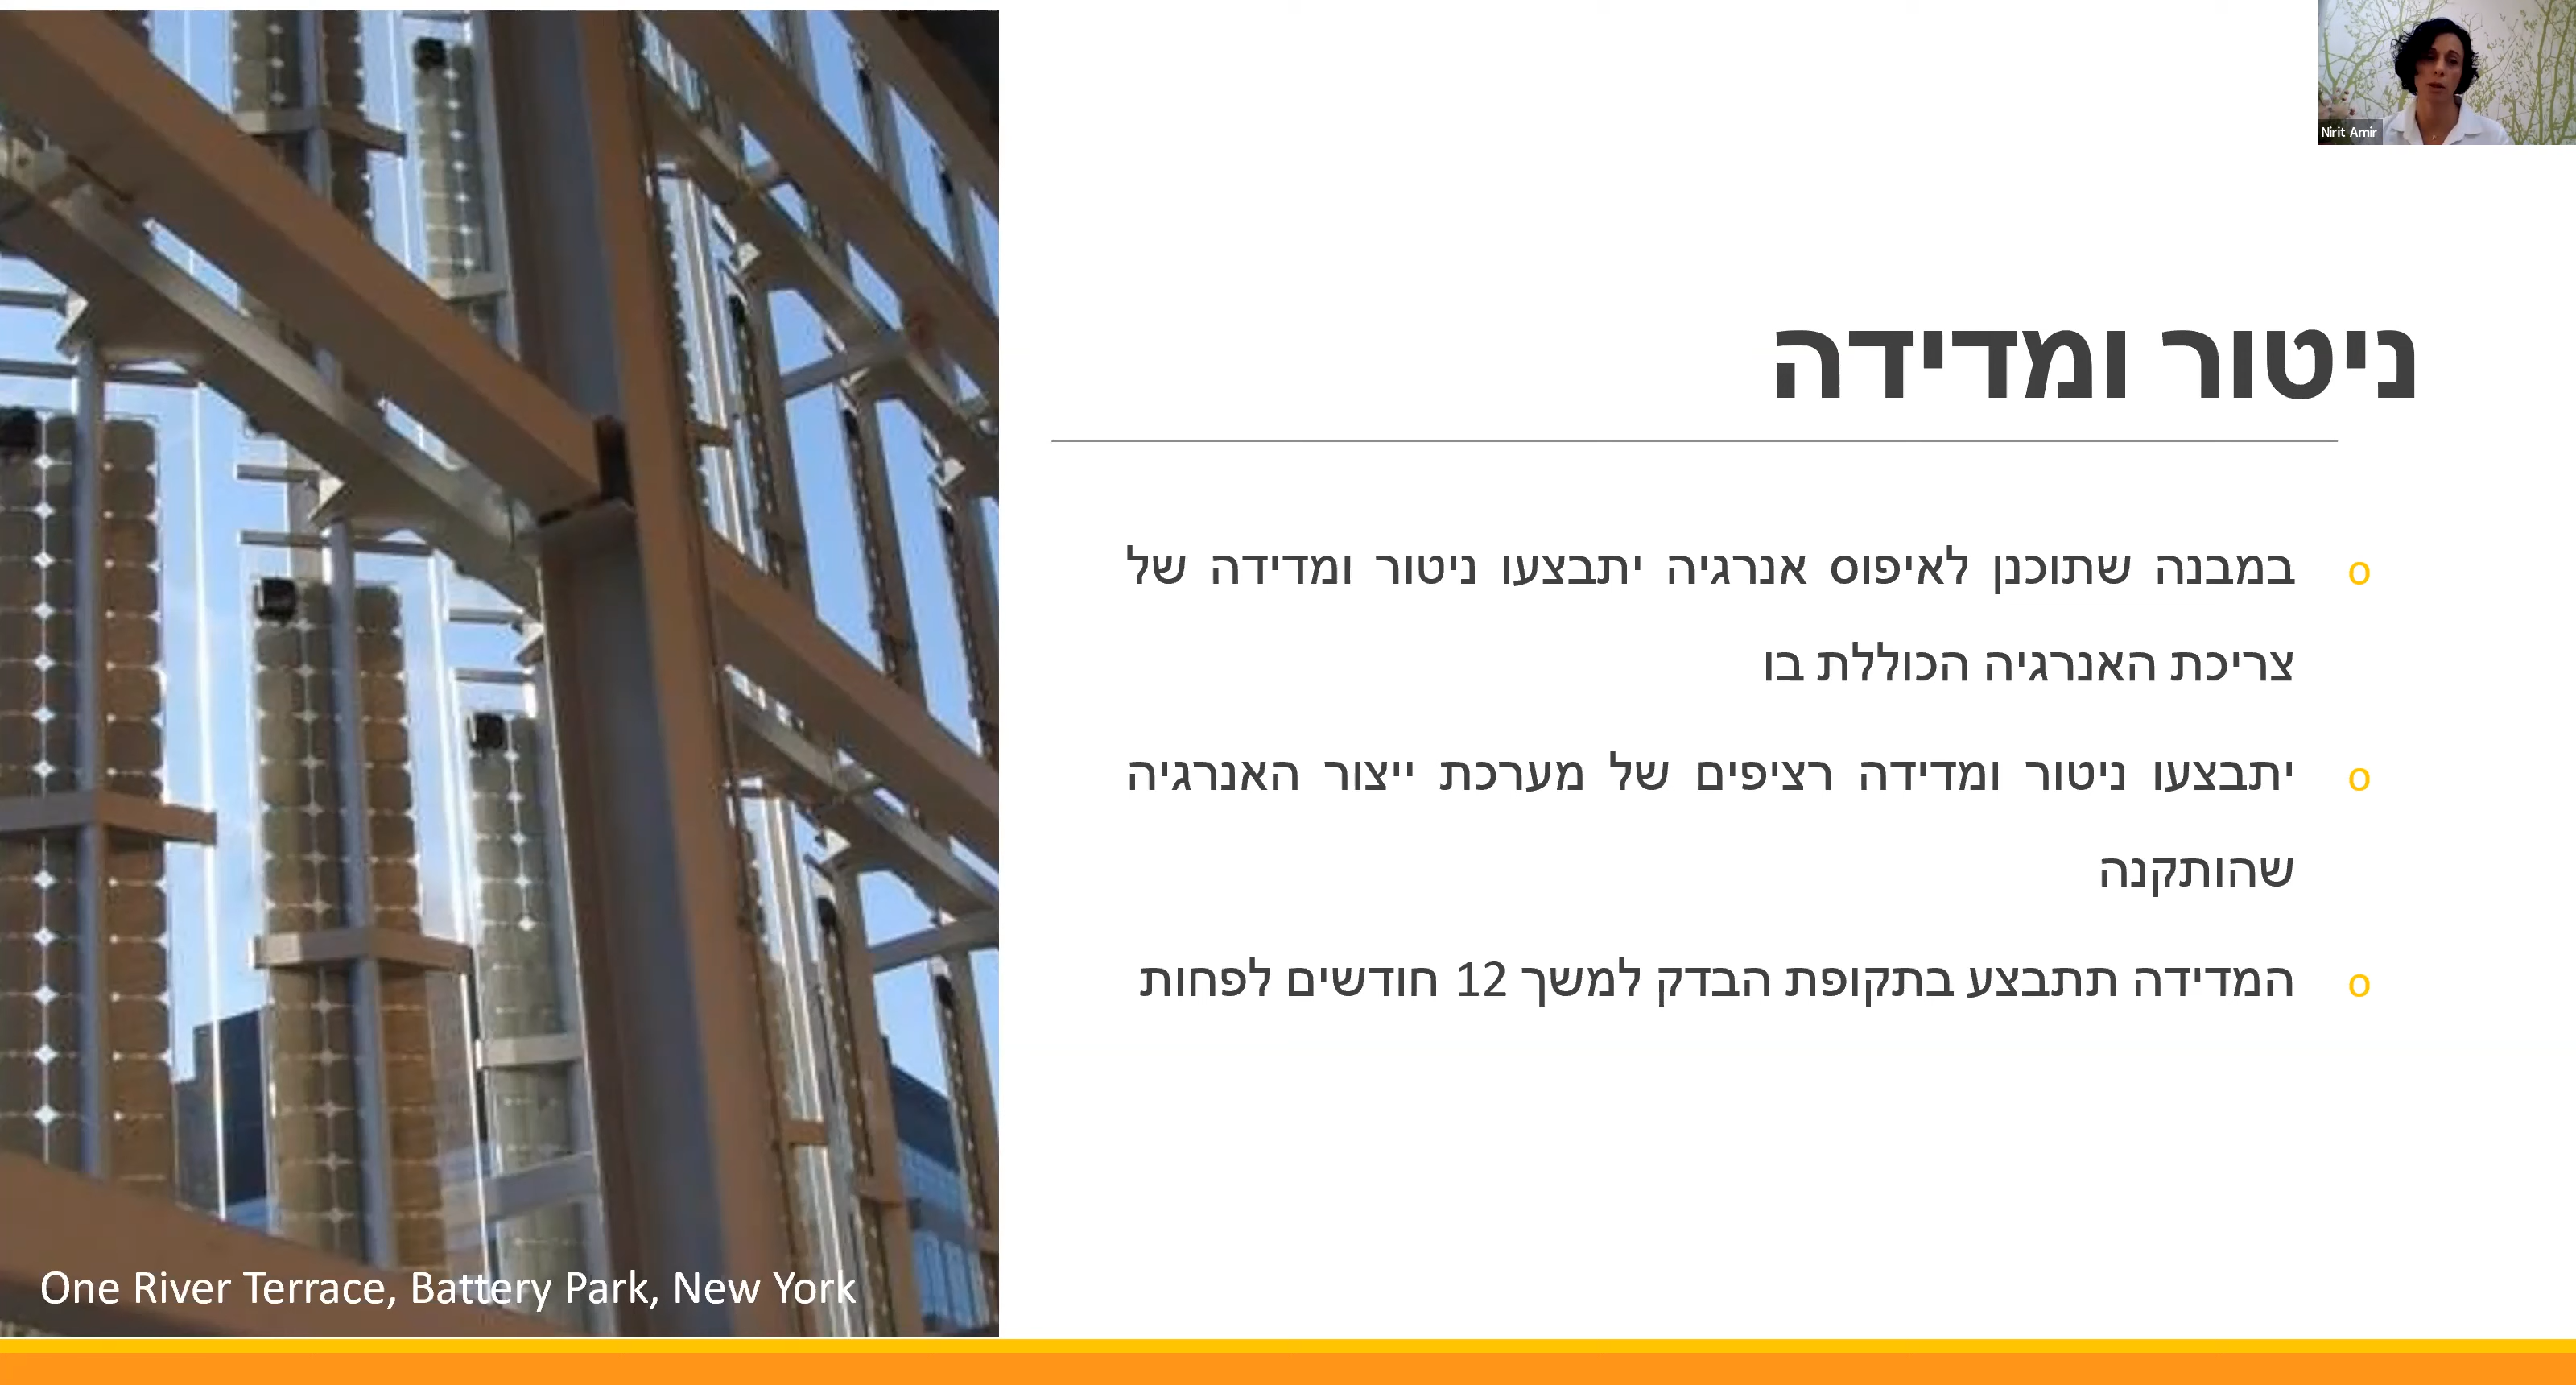 Nirit Amir
ניטור ומדידה
o במבנה שתוכנן לאיפוס אנרגיה יתבצעו ניטור ומדידה של
צריכת האנרגיה הכוללת בו
o יתבצעו ניטור ומדידה רציפים של מערכת ייצור האנרגיה
שהותקנה
o המדידה תתבצע בתקופת הבדק למשך 12 חודשים לפחות
One River Terrace, Battery Park, New York